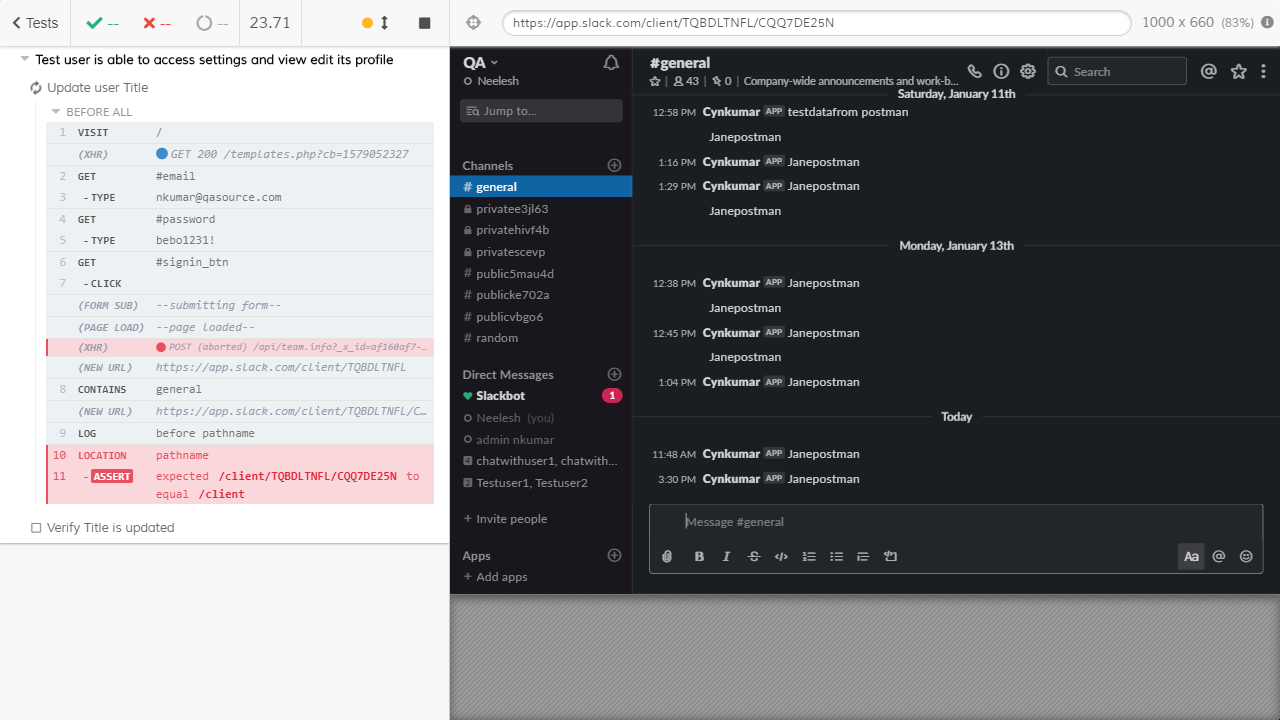 Tests
--
--
--
23.71
https://app.slack.com/client/TQBDLTNFL/CQQ7DE25N
1000 x 660 (83%)
Test user is able to access settings and view edit its profile
Update user Title
BEFORE ALL
1 VISIT /
(XHR) GET 200 /templates.php?cb=1579052327
2 GET #email
3 -TYPE nkumar@qasource.com
4 GET #password
5 -TYPE bebo1231!
6 GET #signin_btn
7 -CLICK
(FORM SUB) --submitting form--
(PAGE LOAD) --page loaded--
(XHR) POST (aborted) /api/team.info?_x_id=af160af7-…
(NEW URL) https://app.slack.com/client/TQBDLTNFL
8 CONTAINS general
(NEW URL) https://app.slack.com/client/TQBDLTNFL/C…
9 LOG before pathname
10 LOCATION pathname
11 -ASSERT expected /client/TQBDLTNFL/CQQ7DE25N to
equal /client
Verify Title is updated
QA
Neelesh
Jump to...
Channels
# general
privatee3jl63
privatehivf4b
privatescevp
# public5mau4d
# publicke702a
# publicvbgo6
# random
Direct Messages
Slackbot 1
Neelesh (you)
admin nkumar
4 chatwithuser1, chatwith...
2 Testuser1, Testuser2
+ Invite people
Apps
+ Add apps
#general
43 | 0 | Company-wide announcements and work-b...
Search
Saturday, January 11th
12:58 PM Cynkumar APP testdatafrom postman
Janepostman
1:16 PM Cynkumar APP Janepostman
1:29 PM Cynkumar APP Janepostman
Janepostman
Monday, January 13th
12:38 PM Cynkumar APP Janepostman
Janepostman
12:45 PM Cynkumar APP Janepostman
Janepostman
1:04 PM Cynkumar APP Janepostman
Today
11:48 AM Cynkumar APP Janepostman
3:30 PM Cynkumar APP Janepostman
Message #general
B I S </> Aa @